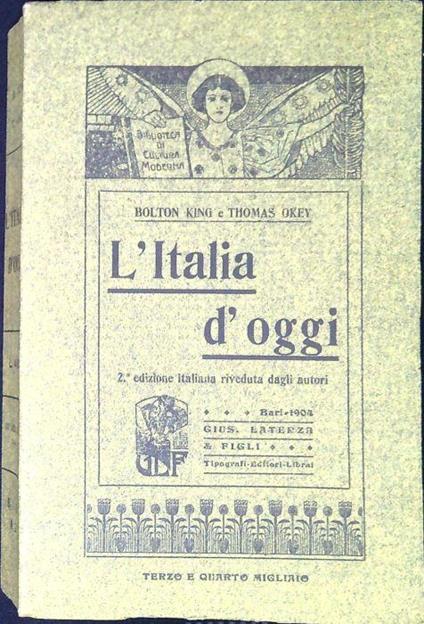 BIBLIOTECA
DI
CULTURA
MODERNA
BOLTON KING e THOMAS OKEY
L'Italia
d'oggi
2.ª edizione italiana riveduta dagli autori
Bari-1904
GIUS. LATERZA
& FIGLI
Tipografi-Editori-Librai
GLF
TERZO E QUARTO MIGLIAIO